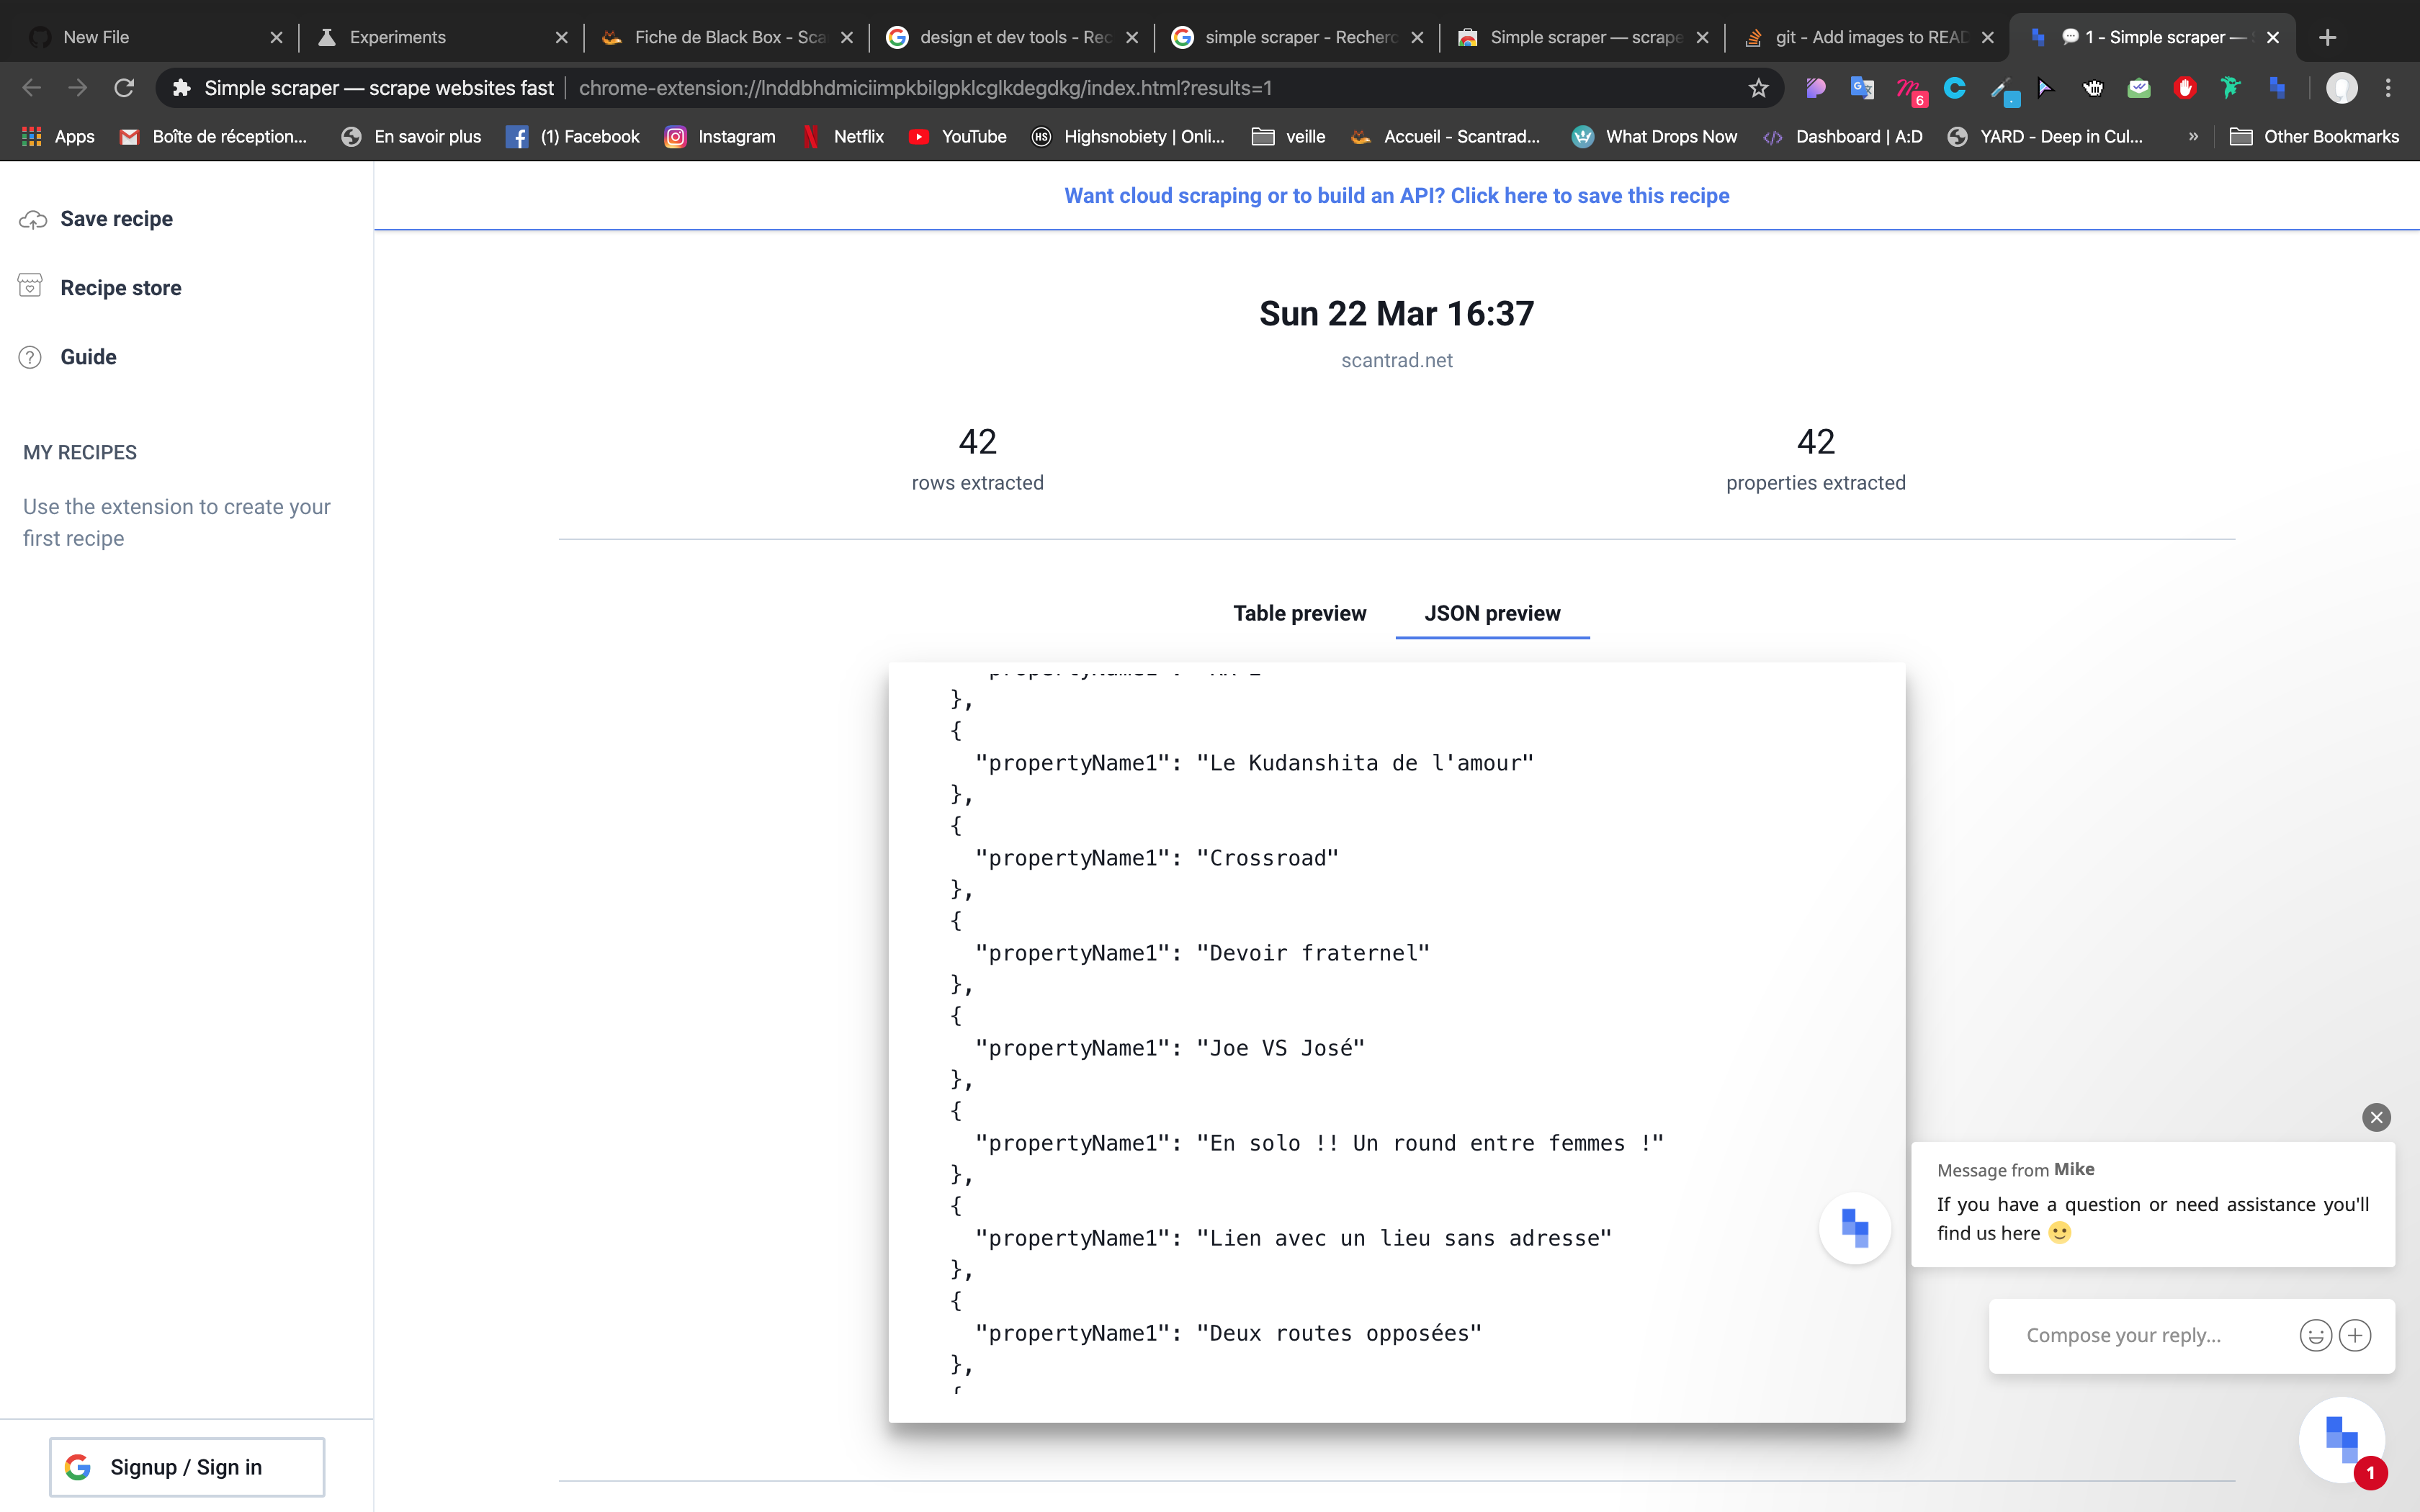 New File
Experiments
Fiche de Black Box - Sca
design et dev tools - Rec
simple scraper - Recherc
Simple scraper — scrape
git - Add images to READ
1 - Simple scraper —
Simple scraper — scrape websites fast
chrome-extension://lnddbhdmiciimpkbilgpklcglkdegdkg/index.html?results=1
6
Apps
Boîte de réception...
En savoir plus
(1) Facebook
Instagram
Netflix
YouTube
HS
Highsnobiety | Onli...
veille
Accueil - Scantrad...
What Drops Now
Dashboard | A:D
YARD - Deep in Cul...
»
Other Bookmarks
Save recipe
Recipe store
Guide
MY RECIPES
Use the extension to create your
first recipe
Signup / Sign in
Want cloud scraping or to build an API? Click here to save this recipe
Sun 22 Mar 16:37
scantrad.net
42
rows extracted
42
properties extracted
Table preview
JSON preview
},
{
"propertyName1": "Le Kudanshita de l'amour"
},
{
"propertyName1": "Crossroad"
},
{
"propertyName1": "Devoir fraternel"
},
{
"propertyName1": "Joe VS José"
},
{
"propertyName1": "En solo !! Un round entre femmes !"
},
{
"propertyName1": "Lien avec un lieu sans adresse"
},
{
"propertyName1": "Deux routes opposées"
},
{
Message from Mike
If you have a question or need assistance you'll
find us here 🙂
Compose your reply...
1